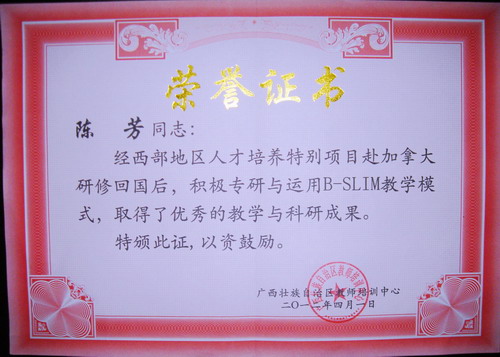 荣誉证书
陈 芳同志：
经西部地区人才培养特别项目赴加拿大
研修回国后，积极专研与运用B-SLIM教学模
式，取得了优秀的教学与科研成果。
特颁此证，以资鼓励。
广西壮族自治区教师培训中心
二〇一二年四月一日